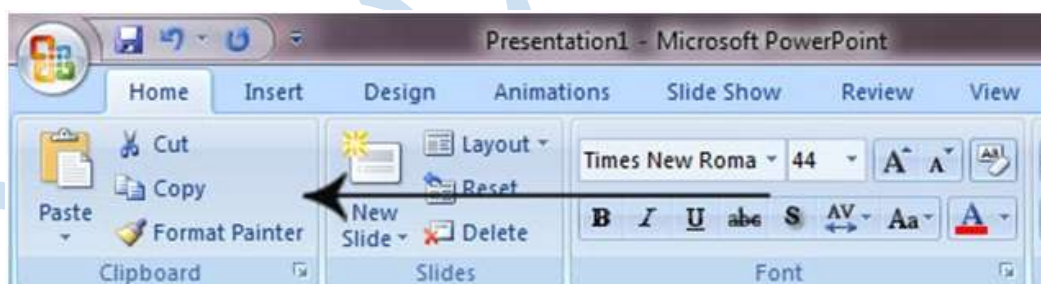 Presentation1 - Microsoft PowerPoint
Home Insert Design Animations Slide Show Review View
Paste
Cut
Copy
Format Painter
Clipboard
New
Slide
Layout
Reset
Delete
Slides
Times New Roma 44 A A Aa
B I U abc S AV Aa A
Font